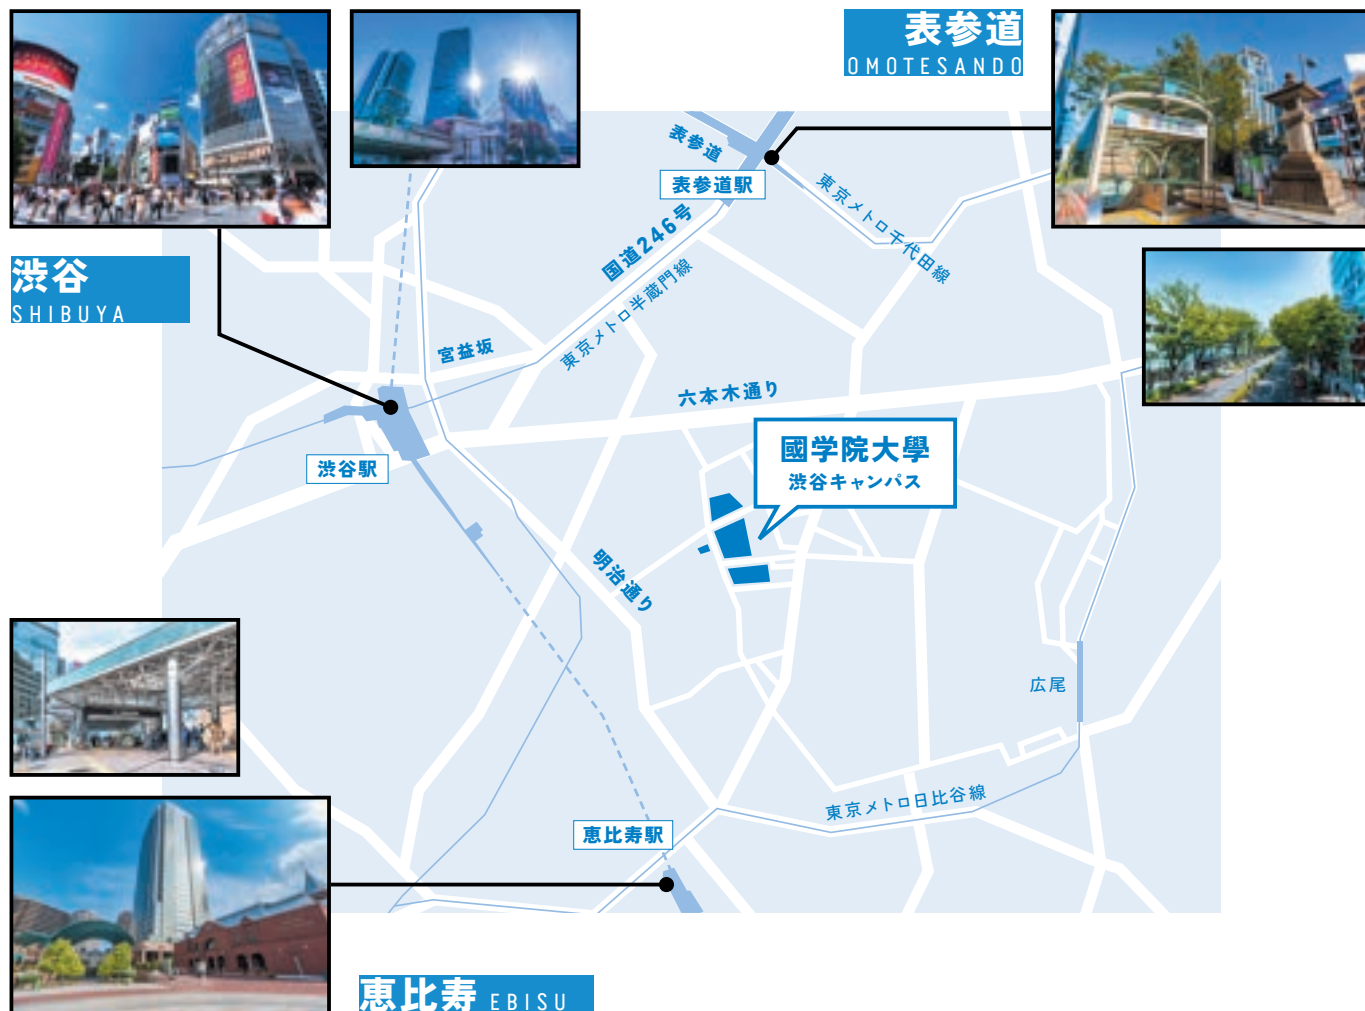 表参道
OMOTESANDO
表参道
表参道駅
東京メトロ千代田線
国道246号
東京メトロ半蔵門線
渋谷
SHIBUYA
宮益坂
六本木通り
國学院大學
渋谷キャンパス
渋谷駅
明治通り
広尾
東京メトロ日比谷線
恵比寿駅
恵比寿 EBISU